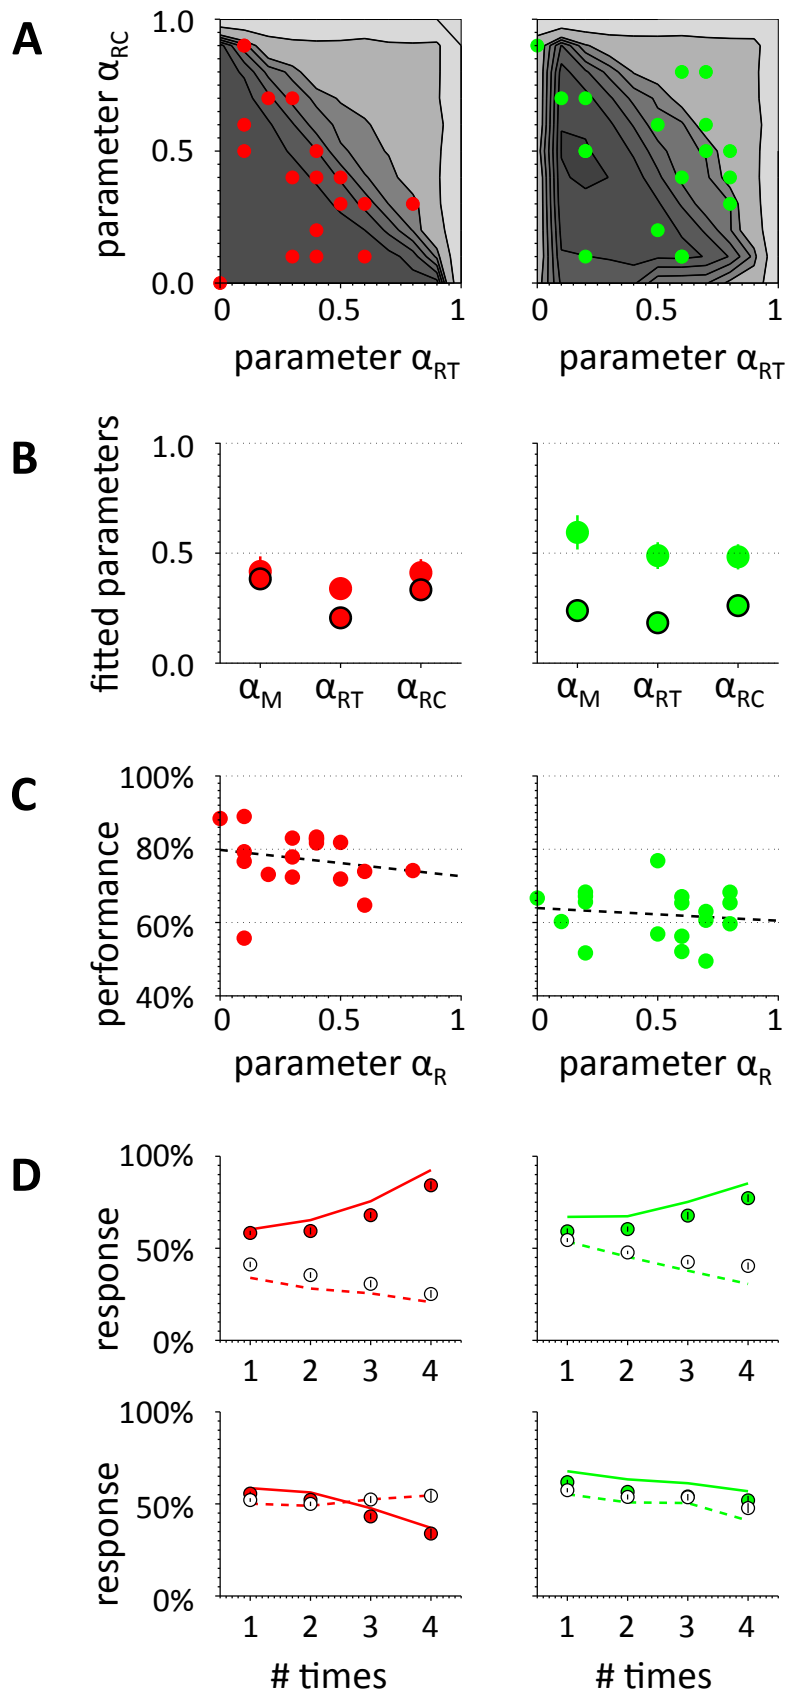 A
parameter αRC
1.0
0.5
0.0
0 0.5 1
0 0.5 1
parameter αRT
parameter αRT
B
fitted parameters
1.0
0.5
0.0
αM αRT αRC
αM αRT αRC
C
performance
100%
80%
60%
40%
0 0.5 1
0 0.5 1
parameter αR
parameter αR
D
response
100%
50%
0%
1 2 3 4
1 2 3 4
response
100%
50%
0%
1 2 3 4
1 2 3 4
# times
# times